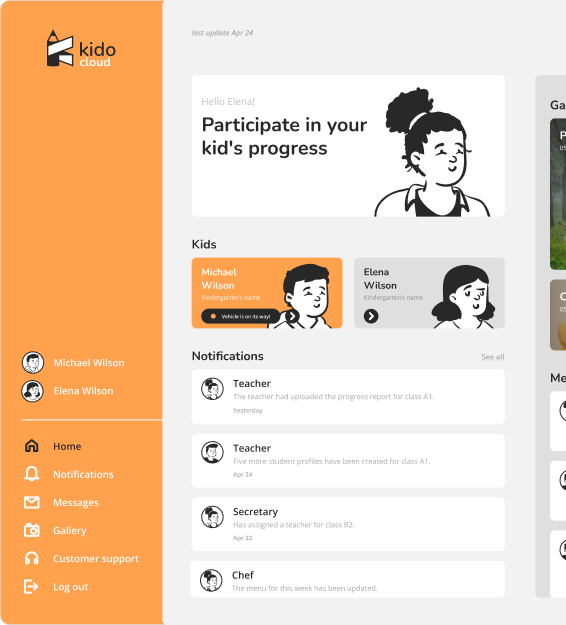 kido
cloud
Michael Wilson
Elena Wilson
Home
Notifications
Messages
Gallery
Customer support
Log out
last update Apr 24
Hello Elena!
Participate in your
kid's progress
Kids
Michael
Wilson
Kindergarten's name
Vehicle is on its way!
Elena
Wilson
Kindergarten's name
Notifications
See all
Teacher
The teacher had uploaded the progress report for class A1.
Yesterday
Teacher
Five more student profiles have been created for class A1.
Apr 24
Secretary
Has assigned a teacher for class B2.
Apr 22
Chef
The menu for this week has been updated.
Ga
P
05
C
05
Me